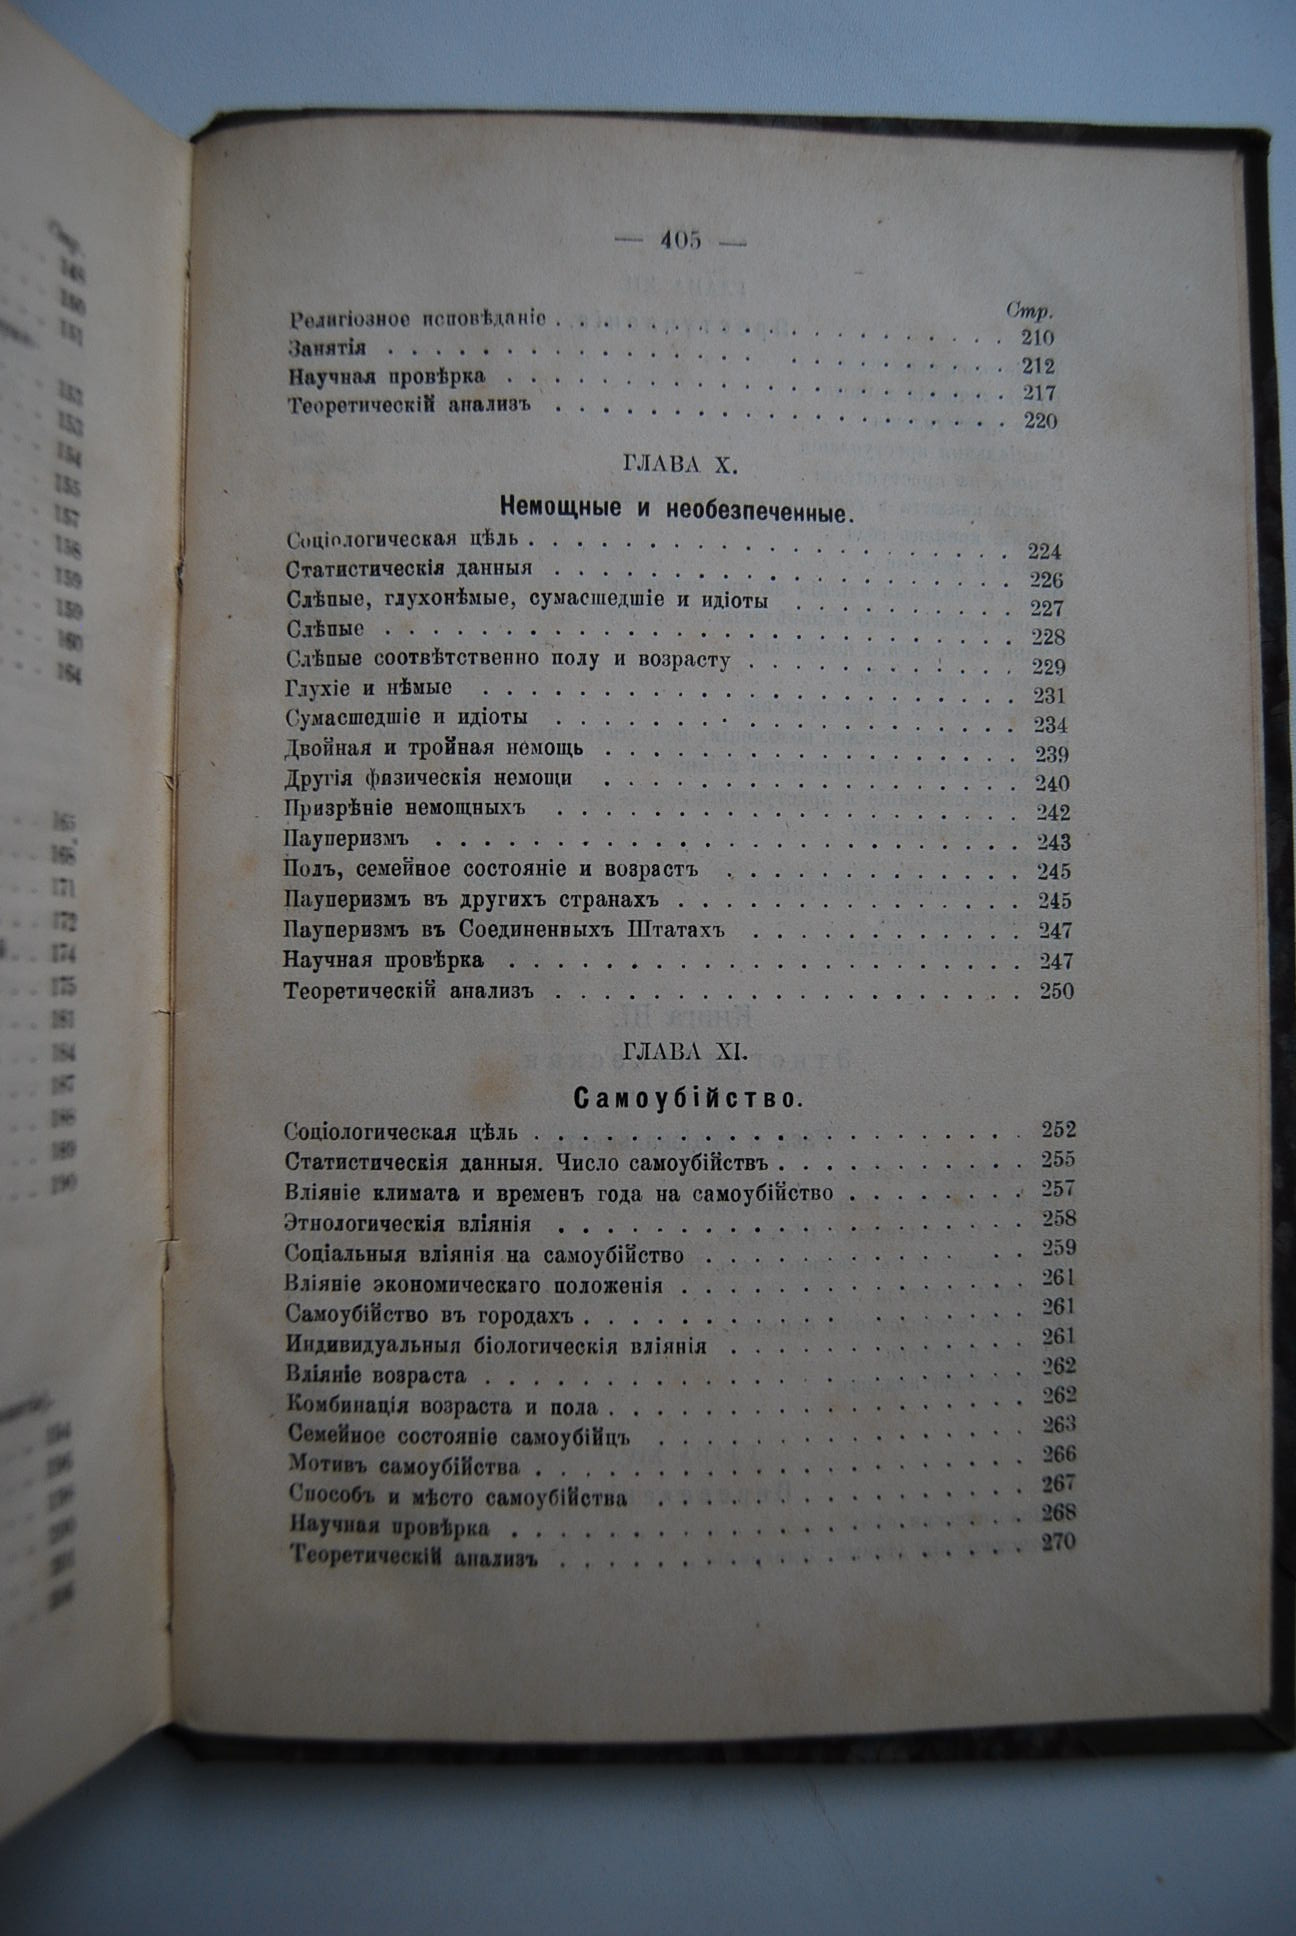 — 405 —
Стр.
Религіозное исповѣданіе . . . . . . . . . . . . . . . . . . . 210
Занятія . . . . . . . . . . . . . . . . . . . . . . . . . 212
Научная провѣрка . . . . . . . . . . . . . . . . . . . . . 217
Теоретическій анализъ . . . . . . . . . . . . . . . . . . . 220
ГЛАВА X.
Немощные и необезпеченные.
Соціологическая цѣль . . . . . . . . . . . . . . . . . . . . 224
Статистическія данныя . . . . . . . . . . . . . . . . . . . 226
Слѣпые, глухонѣмые, сумасшедшіе и идіоты . . . . . . . . . 227
Слѣпые . . . . . . . . . . . . . . . . . . . . . . . . . . 228
Слѣпые соотвѣтственно полу и возрасту . . . . . . . . . . . 229
Глухіе и нѣмые . . . . . . . . . . . . . . . . . . . . . . 231
Сумасшедшіе и идіоты . . . . . . . . . . . . . . . . . . . 234
Двойная и тройная немощь . . . . . . . . . . . . . . . . . 239
Другія физическія немощи . . . . . . . . . . . . . . . . . 240
Призрѣніе немощныхъ . . . . . . . . . . . . . . . . . . . 242
Пауперизмъ . . . . . . . . . . . . . . . . . . . . . . . . 243
Полъ, семейное состояніе и возрастъ . . . . . . . . . . . . 245
Пауперизмъ въ другихъ странахъ . . . . . . . . . . . . . . 245
Пауперизмъ въ Соединенныхъ Штатахъ . . . . . . . . . . . 247
Научная провѣрка . . . . . . . . . . . . . . . . . . . . . 247
Теоретическій анализъ . . . . . . . . . . . . . . . . . . . 250
ГЛАВА XI.
Самоубійство.
Соціологическая цѣль . . . . . . . . . . . . . . . . . . . . 252
Статистическія данныя. Число самоубійствъ . . . . . . . . . . 255
Вліяніе климата и временъ года на самоубійство . . . . . . . 257
Этнологическія вліянія . . . . . . . . . . . . . . . . . . . 258
Соціальныя вліянія на самоубійство . . . . . . . . . . . . . 259
Вліяніе экономическаго положенія . . . . . . . . . . . . . . 261
Самоубійство въ городахъ . . . . . . . . . . . . . . . . . . 261
Индивидуальныя біологическія вліянія . . . . . . . . . . . . 261
Вліяніе возраста . . . . . . . . . . . . . . . . . . . . . . 262
Комбинація возраста и пола . . . . . . . . . . . . . . . . . 262
Семейное состояніе самоубійцъ . . . . . . . . . . . . . . . 263
Мотивъ самоубійства . . . . . . . . . . . . . . . . . . . . 266
Способъ и мѣсто самоубійства . . . . . . . . . . . . . . . 267
Научная провѣрка . . . . . . . . . . . . . . . . . . . . . 268
Теоретическій анализъ . . . . . . . . . . . . . . . . . . . 270